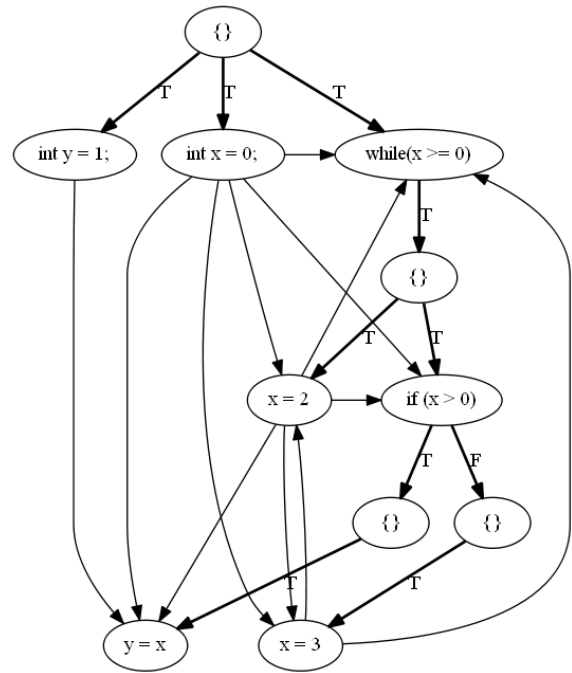 {}
T
T
T
int y = 1;
int x = 0;
while(x >= 0)
T
{}
T
T
x = 2
if (x > 0)
T
F
{}
{}
T
T
y = x
x = 3